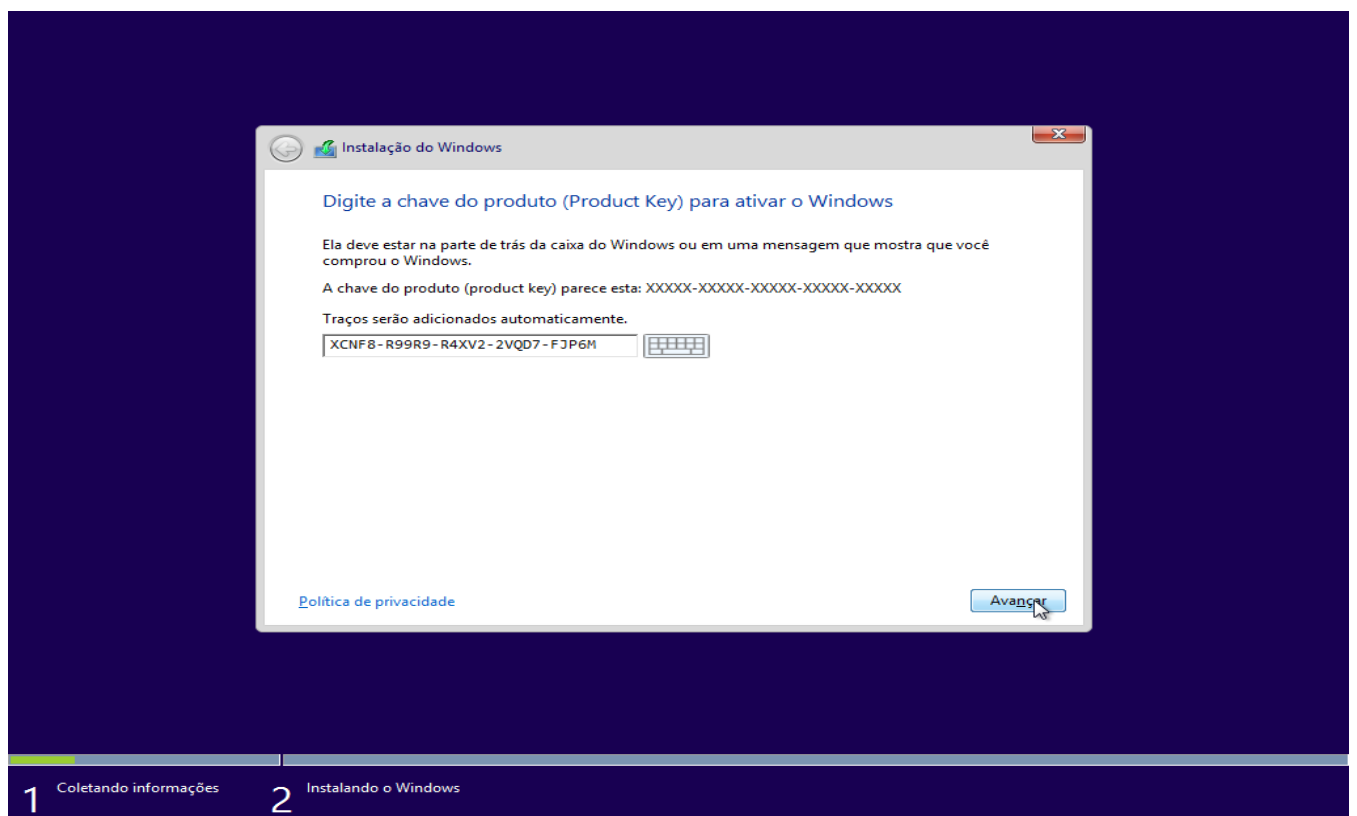 Instalação do Windows
Digite a chave do produto (Product Key) para ativar o Windows
Ela deve estar na parte de trás da caixa do Windows ou em uma mensagem que mostra que você
comprou o Windows.
A chave do produto (product key) parece esta: XXXXX-XXXXX-XXXXX-XXXXX-XXXXX
Traços serão adicionados automaticamente.
XCNF8-R99R9-R4XV2-2VQD7-FJP6M
Política de privacidade
Avançar
1 Coletando informações
2 Instalando o Windows